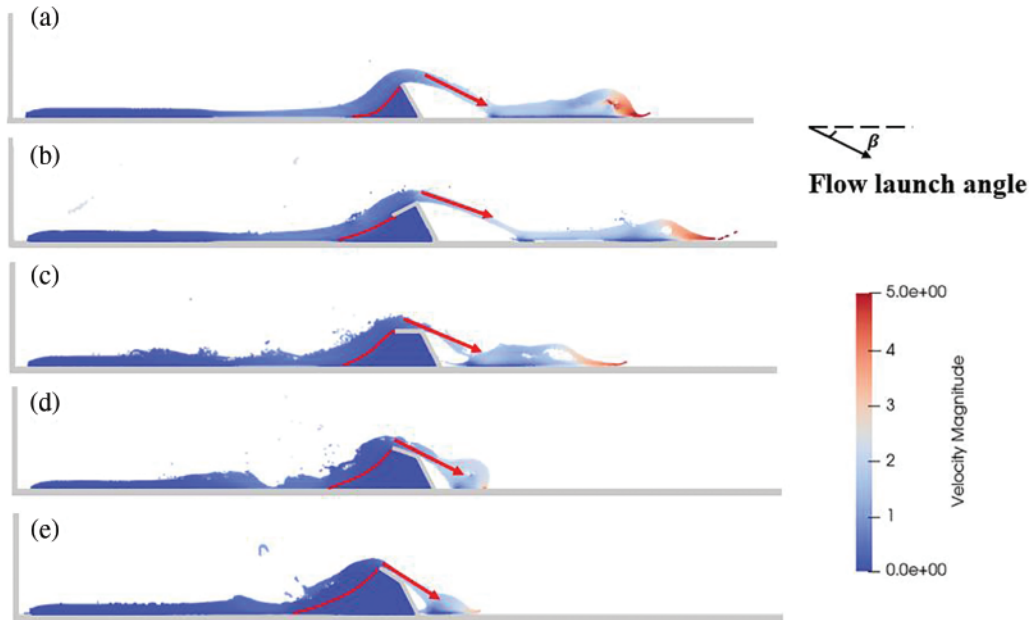 (a)
(b)
β
Flow launch angle
(c)
5.0e+00
4
3
2
1
0.0e+00
Velocity Magnitude
(d)
(e)